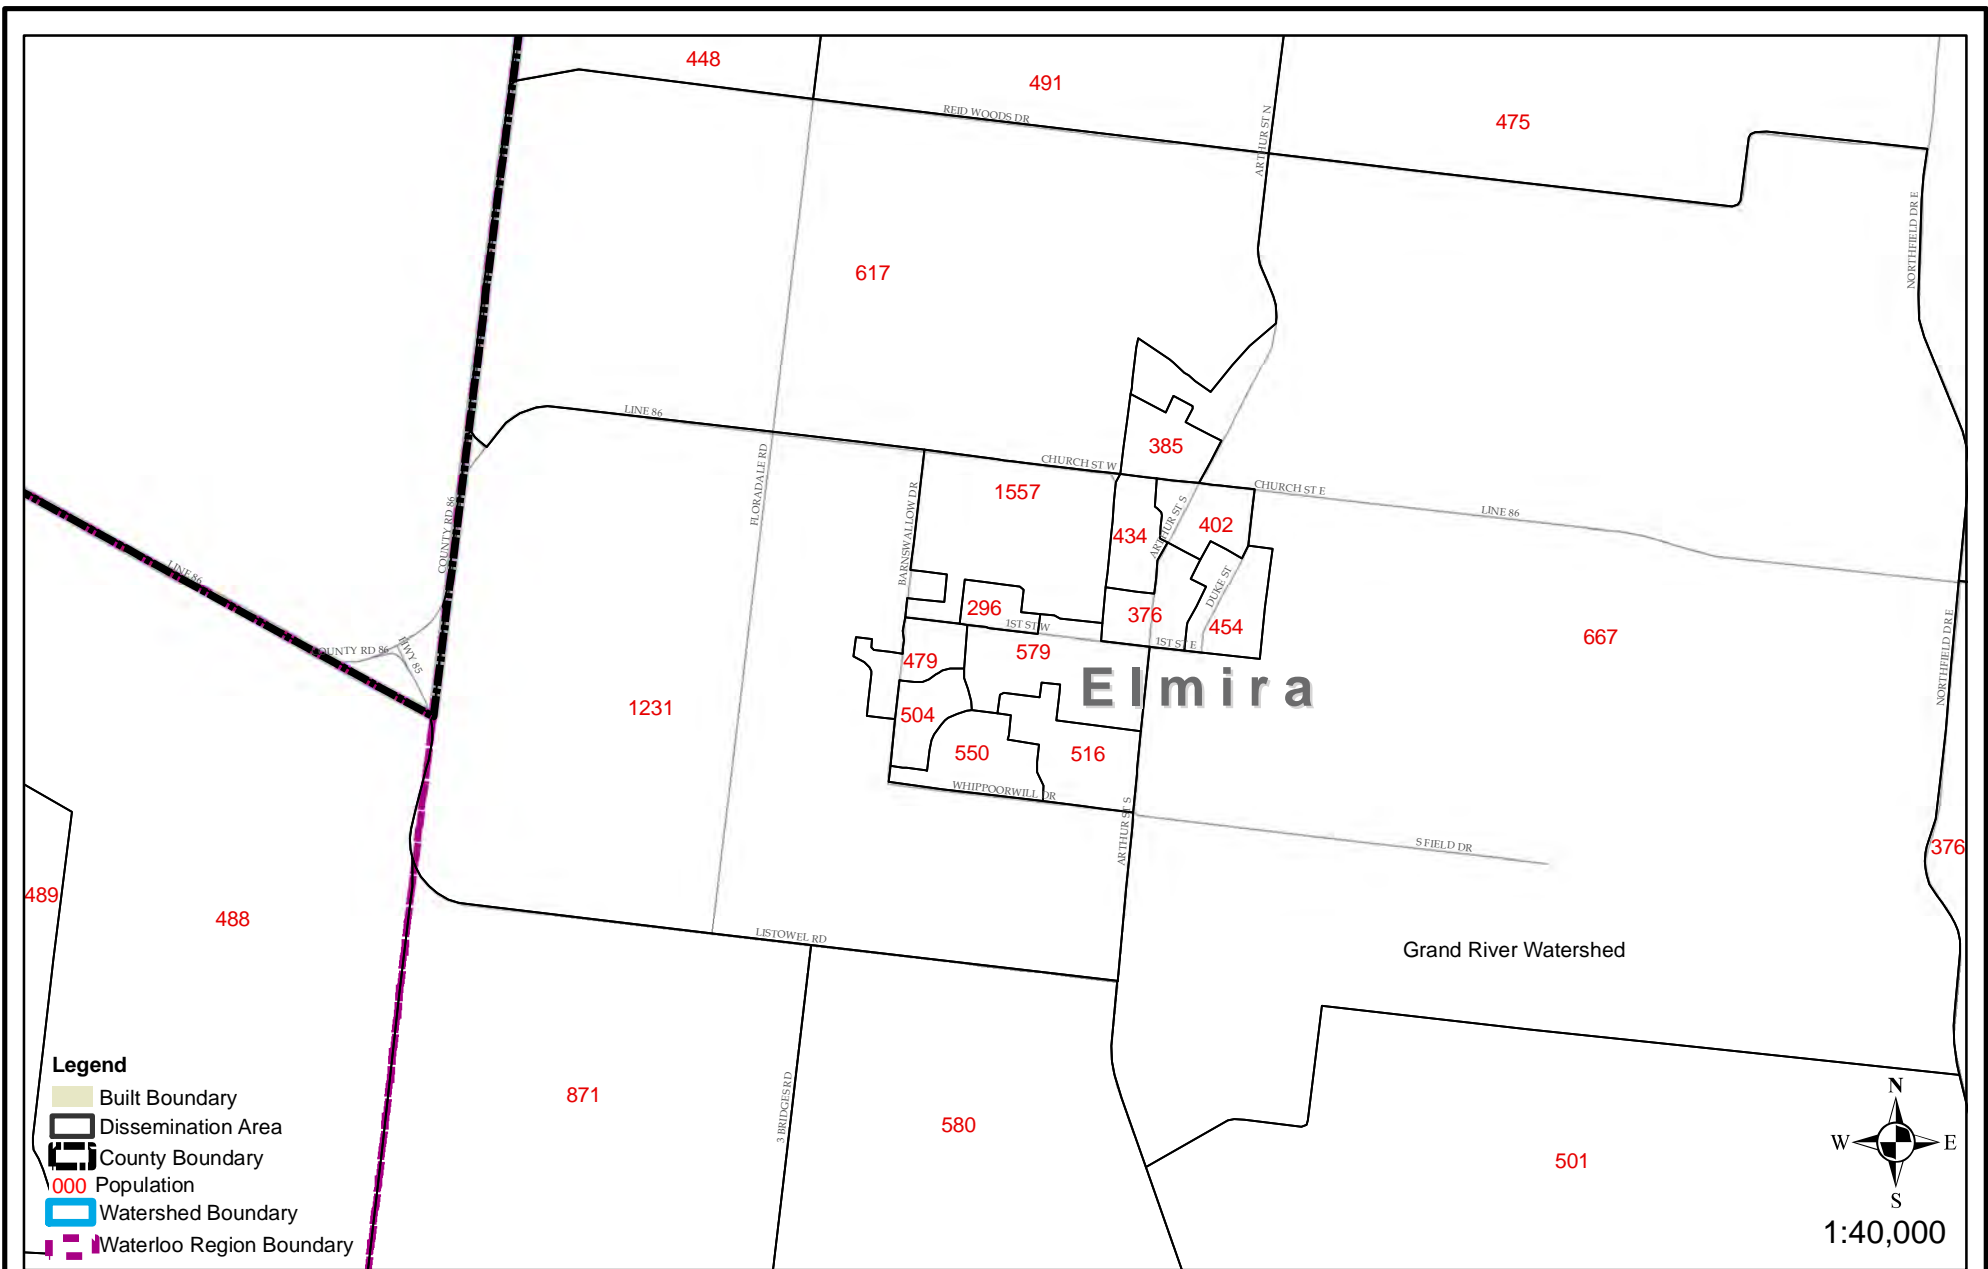 448
491
475
REID WOODS DR
ARTHUR ST N
NORTHFIELD DR E
617
LINE 86
385
CHURCH ST W
CHURCH ST E
LINE 86
1557
FLORADALE RD
BARNSWALLOW DR
COUNTY RD 86
434
ARTHUR ST S
402
LINE 86
DUKE ST
296
376
454
1ST ST W
1ST ST E
667
COUNTY RD 86
HWY 85
479
579
Elmira
NORTHFIELD DR E
1231
504
550
516
WHIPPOORWILL DR
ARTHUR ST S
S FIELD DR
376
489
488
LISTOWEL RD
Grand River Watershed
871
3 BRIDGES RD
580
501
Legend
Built Boundary
Dissemination Area
County Boundary
000 Population
Watershed Boundary
Waterloo Region Boundary
N
W E
S
1:40,000